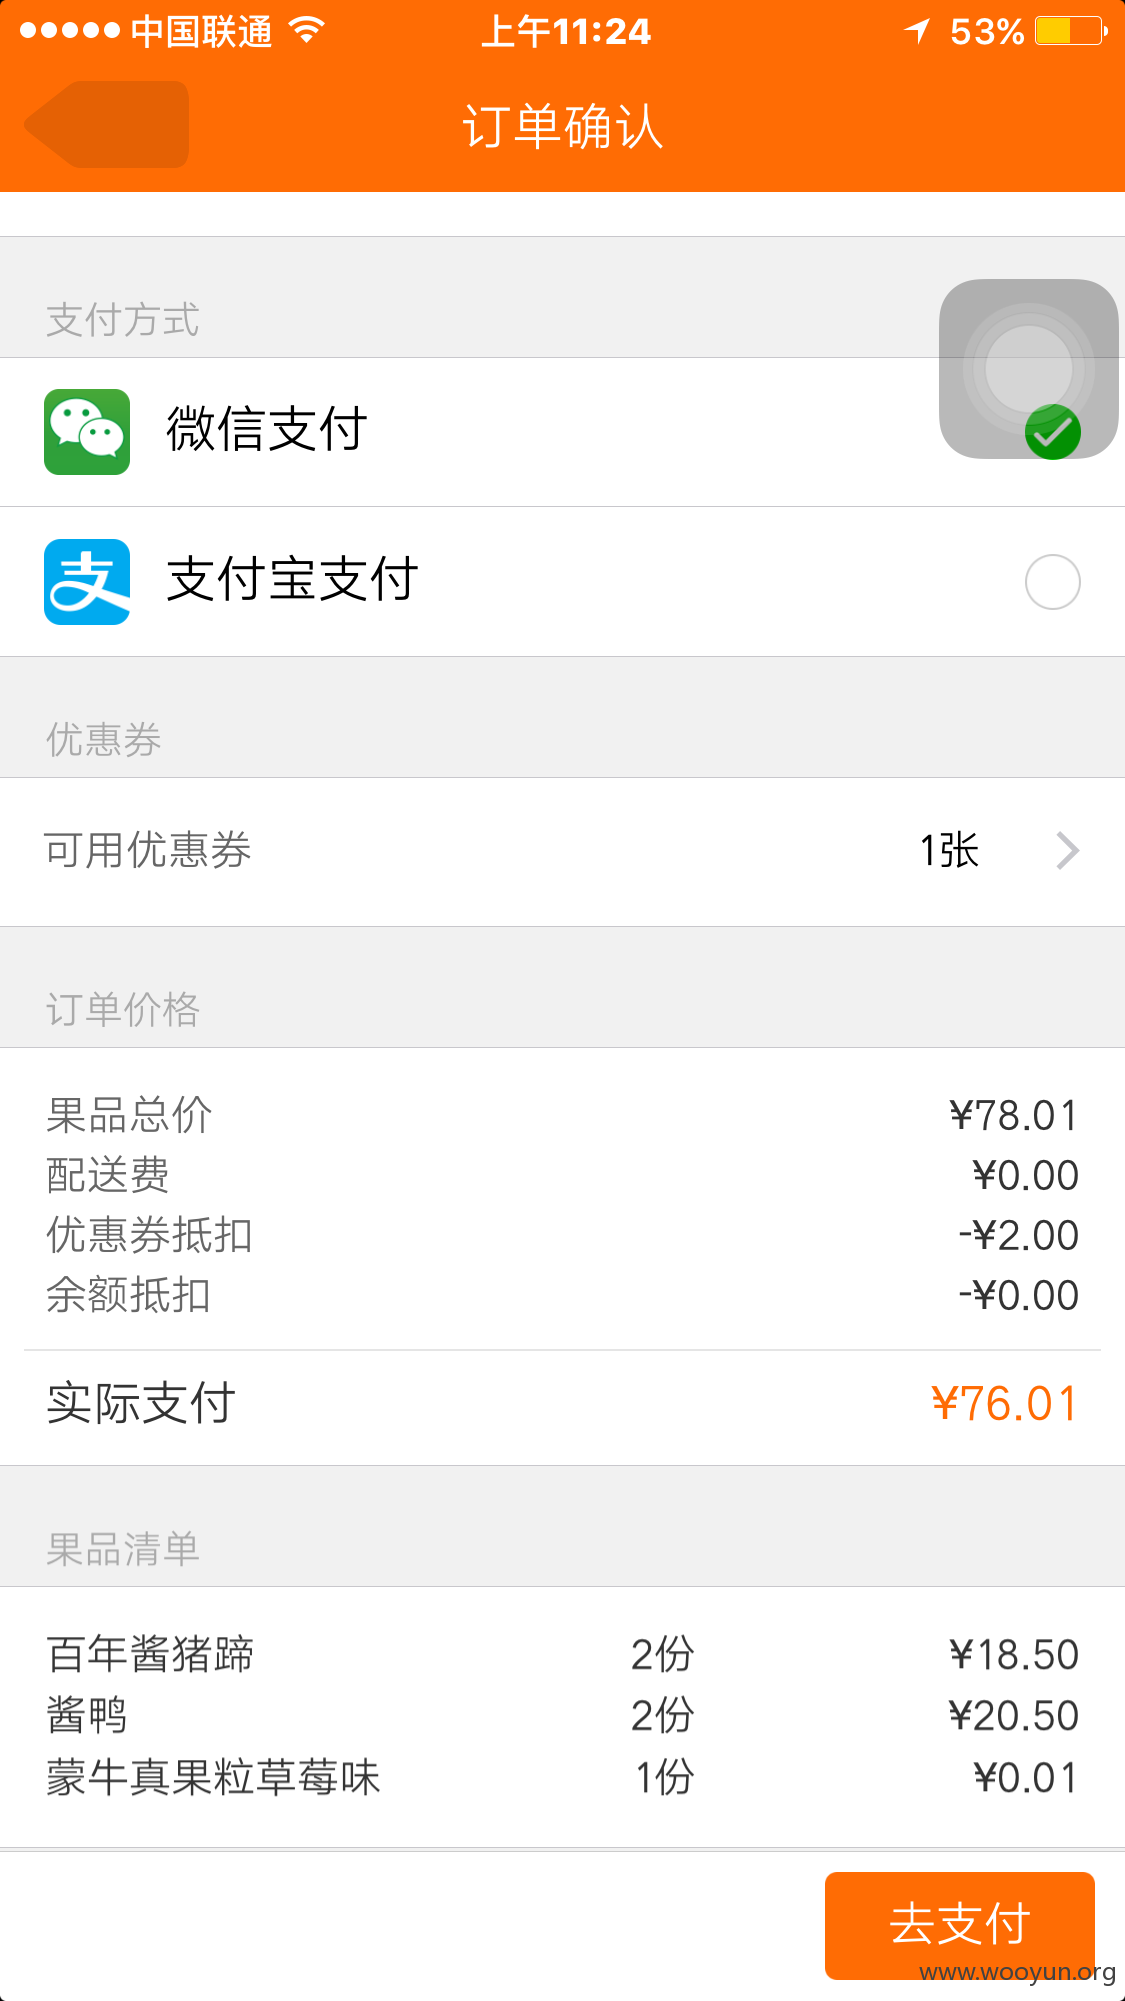 中国联通 上午11:24 53%
订单确认
支付方式
微信支付
支付宝支付
优惠券
可用优惠券 1张
订单价格
果品总价 ¥78.01
配送费 ¥0.00
优惠券抵扣 -¥2.00
余额抵扣 -¥0.00
实际支付 ¥76.01
果品清单
百年酱猪蹄 2份 ¥18.50
酱鸭 2份 ¥20.50
蒙牛真果粒草莓味 1份 ¥0.01
去支付
www.wooyun.org